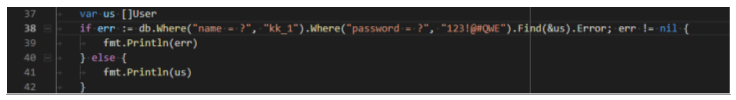 37 var us []User
38 if err := db.Where("name = ?", "kk_1").Where("password = ?", "123!@#QWE").Find(&us).Error; err != nil {
39 fmt.Println(err)
40 } else {
41 fmt.Println(us)
42 }